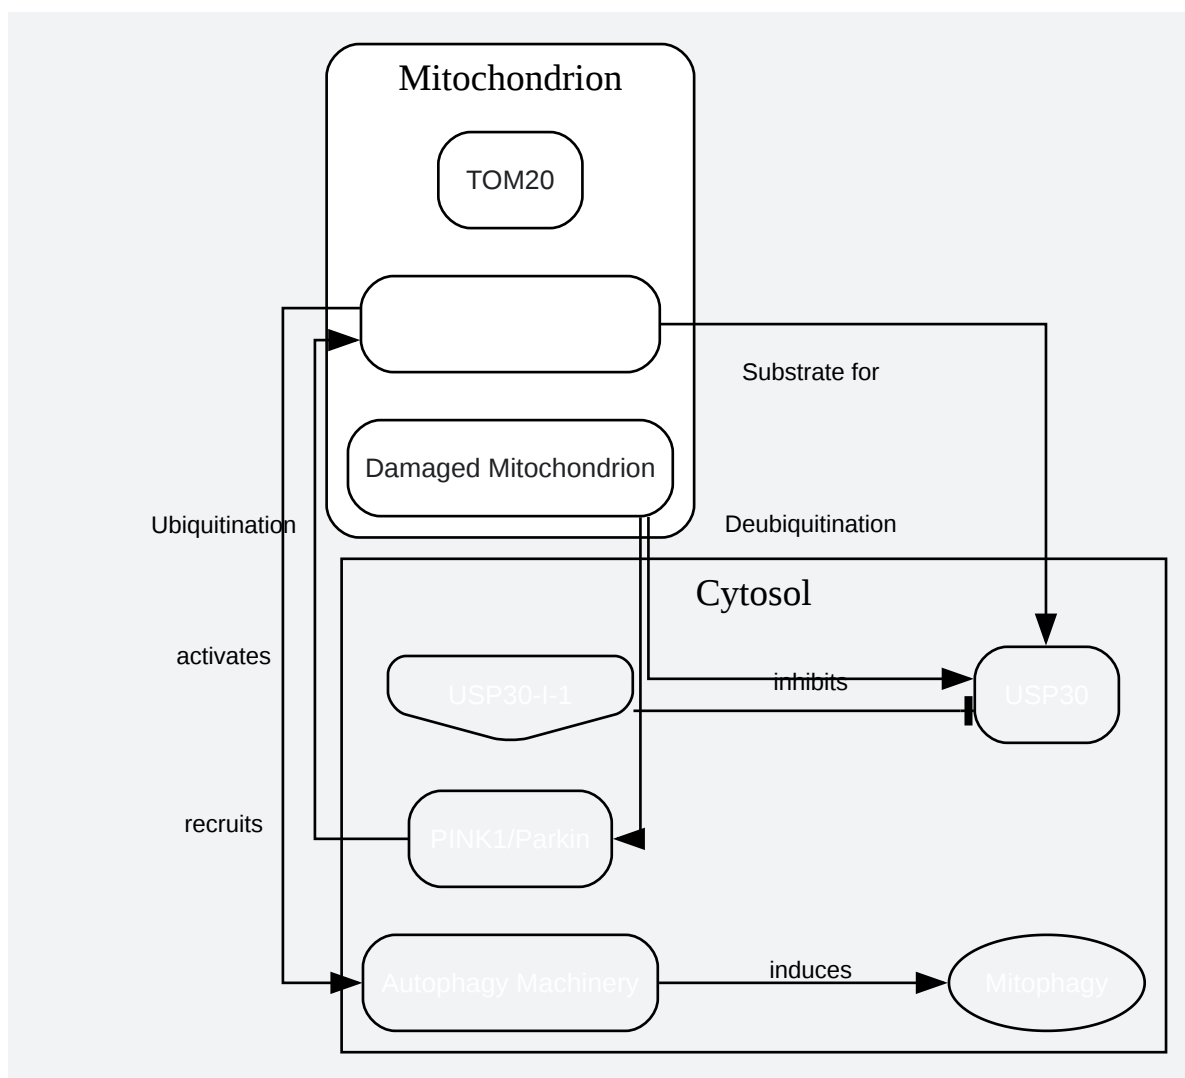 Mitochondrion
TOM20
Substrate for
Damaged Mitochondrion
Ubiquitination
Deubiquitination
Cytosol
activates
inhibits
USP30-I-1
USP30
recruits
PINK1/Parkin
induces
Autophagy Machinery
Mitophagy